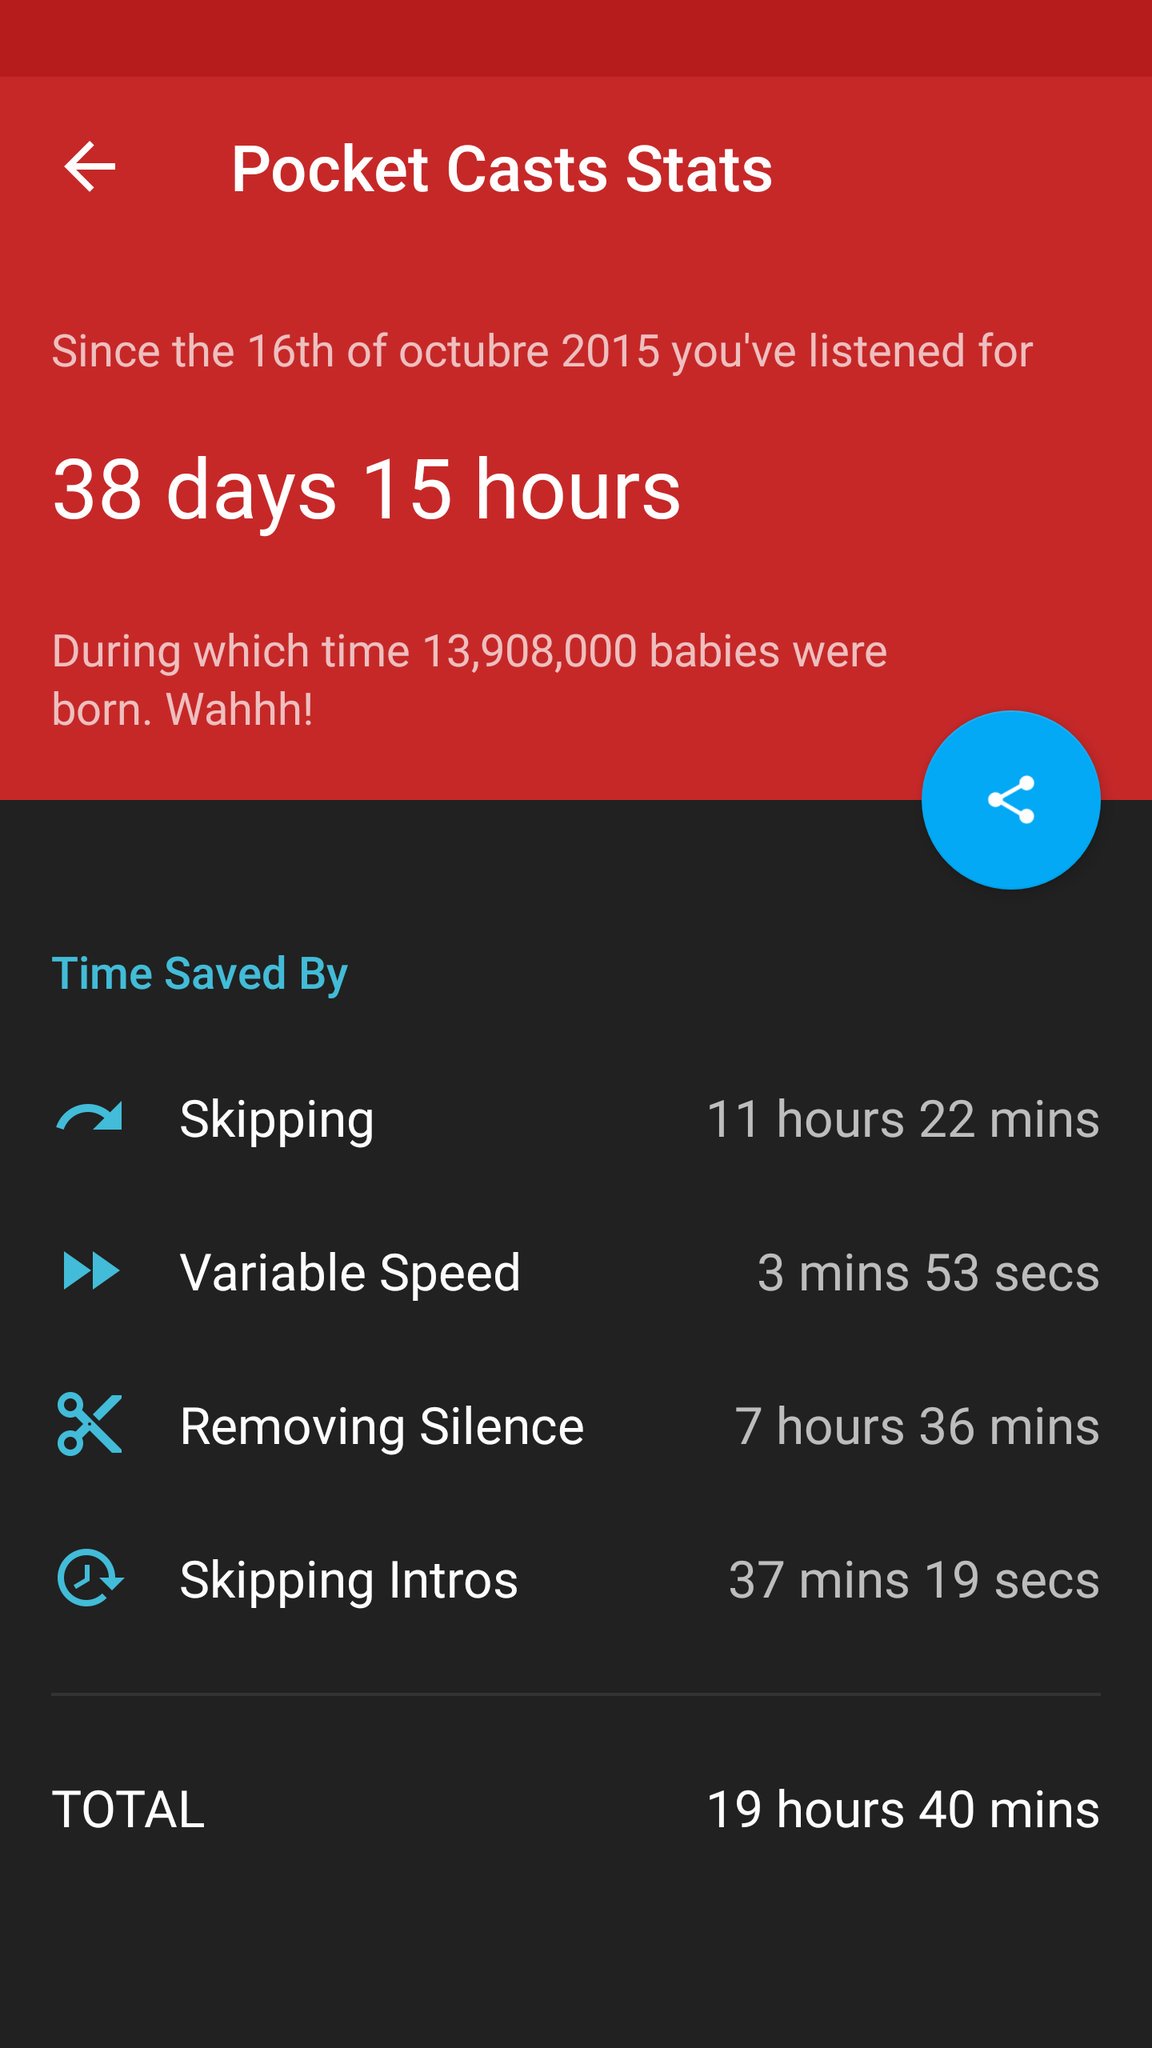 Pocket Casts Stats
Since the 16th of octubre 2015 you've listened for
38 days 15 hours
During which time 13,908,000 babies were
born. Wahhh!
Time Saved By
Skipping 11 hours 22 mins
Variable Speed 3 mins 53 secs
Removing Silence 7 hours 36 mins
Skipping Intros 37 mins 19 secs
TOTAL 19 hours 40 mins